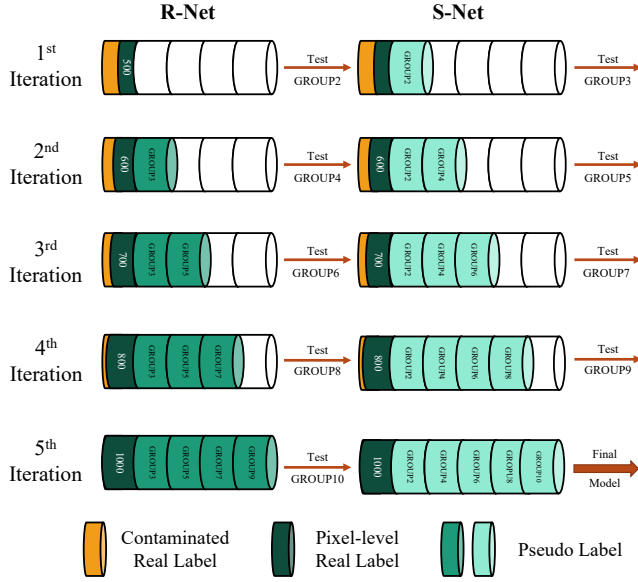 R-Net
S-Net
1st
Iteration
500
Test
GROUP2
GROUP2
Test
GROUP3
2nd
Iteration
600
GROUP3
Test
GROUP4
600
GROUP2
GROUP4
Test
GROUP5
3rd
Iteration
700
GROUP3
GROUP5
Test
GROUP6
700
GROUP2
GROUP4
GROUP6
Test
GROUP7
4th
Iteration
800
GROUP3
GROUP5
GROUP7
Test
GROUP8
800
GROUP2
GROUP4
GROUP6
GROUP8
Test
GROUP9
5th
Iteration
1000
GROUP3
GROUP5
GROUP7
GROUP9
Test
GROUP10
1000
GROUP2
GROUP4
GROUP6
GROPU8
GROUP10
Final
Model
Contaminated
Real Label
Pixel-level
Real Label
Pseudo Label